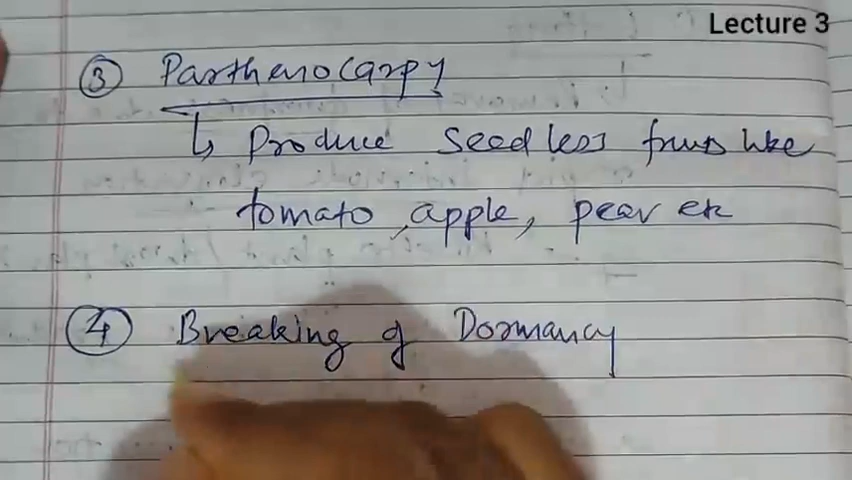 Lecture 3
③ Parthenocarpy
↳ Produce Seedless fruits like
tomato, apple, pear etc
④ Breaking of Dormancy